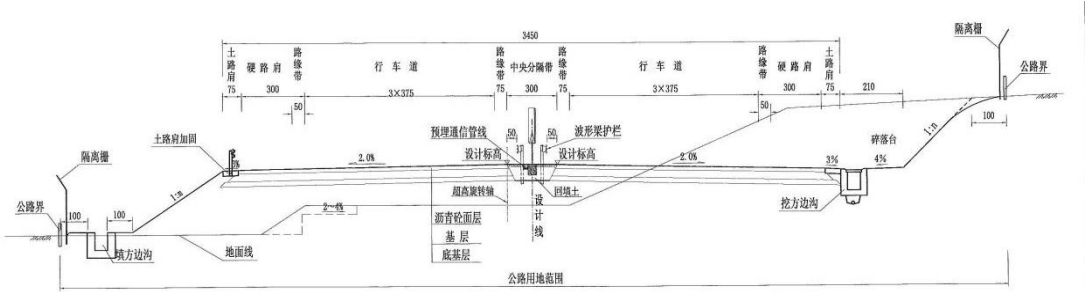 3450
隔离栅
公路界
土路肩
硬路肩
路缘带
行车道
路缘带
中央分隔带
路缘带
行车道
路缘带
硬路肩
土路肩
75
300
3×375
75
300
75
3×375
300
75
210
50
50
100
预埋通信管线
50
50
波形梁护栏
土路肩加固
碎落台
1:n
设计标高
设计标高
2.0%
2.0%
3%
4%
隔离栅
1:n
公路界
100
100
2~4%
超高旋转轴
设计线
回填土
挖方边沟
沥青砼面层
基层
底基层
填方边沟
地面线
公路用地范围